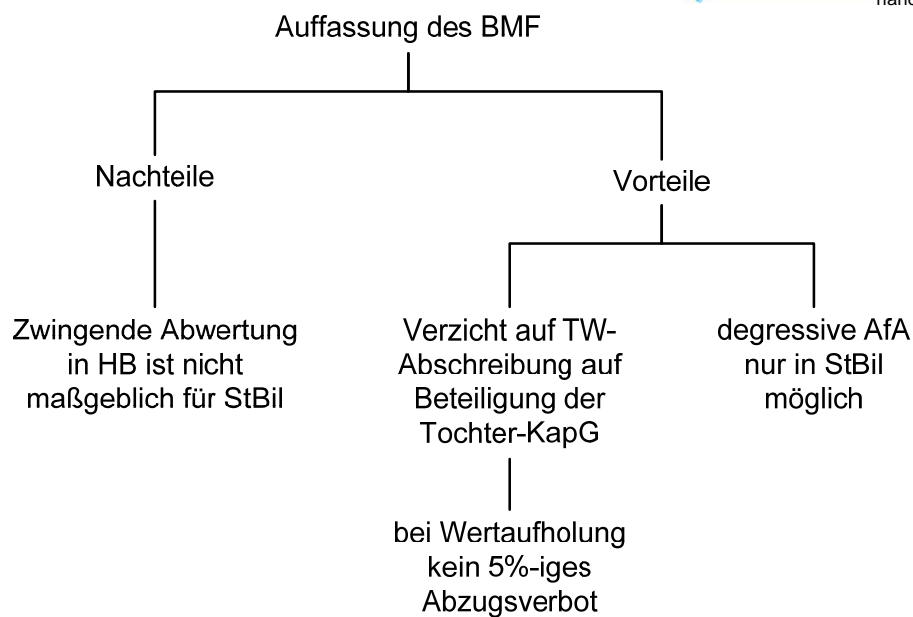 Auffassung des BMF
Nachteile
Vorteile
Zwingende Abwertung
in HB ist nicht
maßgeblich für StBil
Verzicht auf TW-
Abschreibung auf
Beteiligung der
Tochter-KapG
degressive AfA
nur in StBil
möglich
bei Wertaufholung
kein 5%-iges
Abzugsverbot